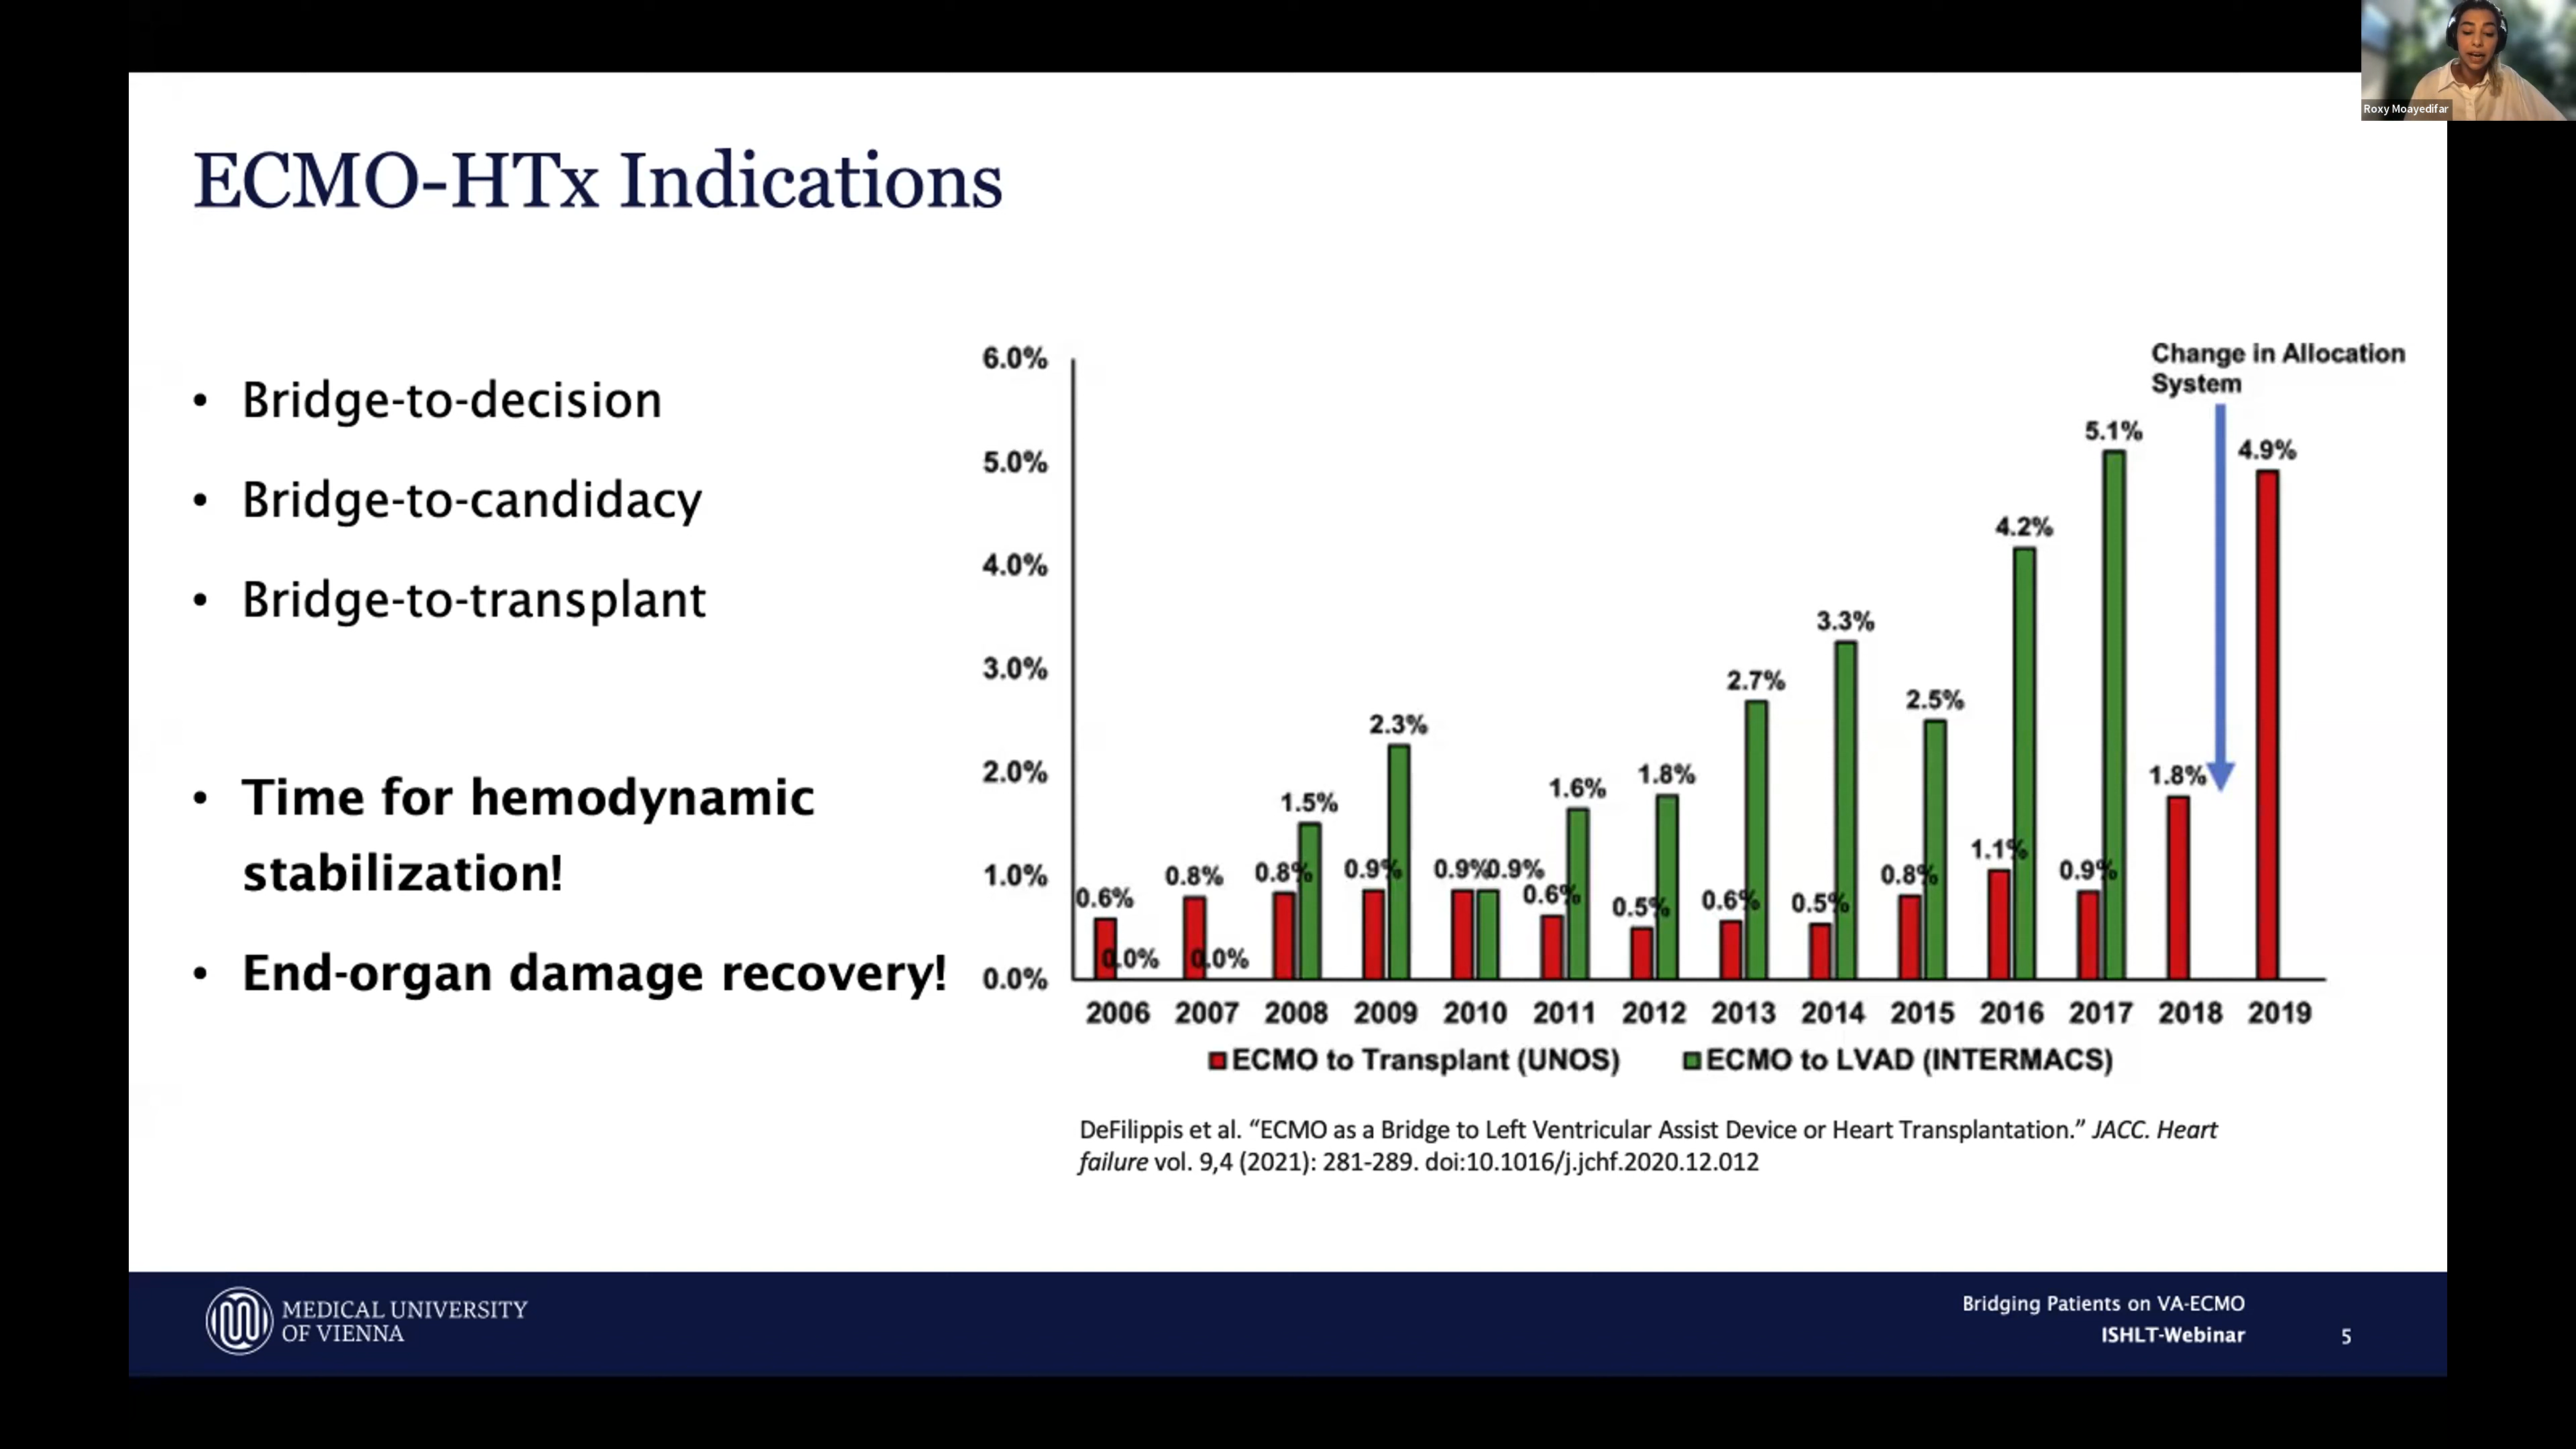 Roxy Moayedifar
ECMO-HTx Indications
• Bridge-to-decision
• Bridge-to-candidacy
• Bridge-to-transplant
• Time for hemodynamic
stabilization!
• End-organ damage recovery!
6.0%
5.0%
4.0%
3.0%
2.0%
1.0%
0.0%
Change in Allocation
System
0.6%
0.0%
0.8%
0.0%
0.8%
1.5%
0.9%
2.3%
0.9%
0.9%
0.6%
1.6%
0.5%
1.8%
0.6%
2.7%
0.5%
3.3%
0.8%
2.5%
1.1%
4.2%
0.9%
5.1%
1.8%
4.9%
2006 2007 2008 2009 2010 2011 2012 2013 2014 2015 2016 2017 2018 2019
ECMO to Transplant (UNOS) ECMO to LVAD (INTERMACS)
DeFilippis et al. “ECMO as a Bridge to Left Ventricular Assist Device or Heart Transplantation.” JACC. Heart
failure vol. 9,4 (2021): 281-289. doi:10.1016/j.jchf.2020.12.012
MEDICAL UNIVERSITY
OF VIENNA
Bridging Patients on VA-ECMO
ISHLT-Webinar
5